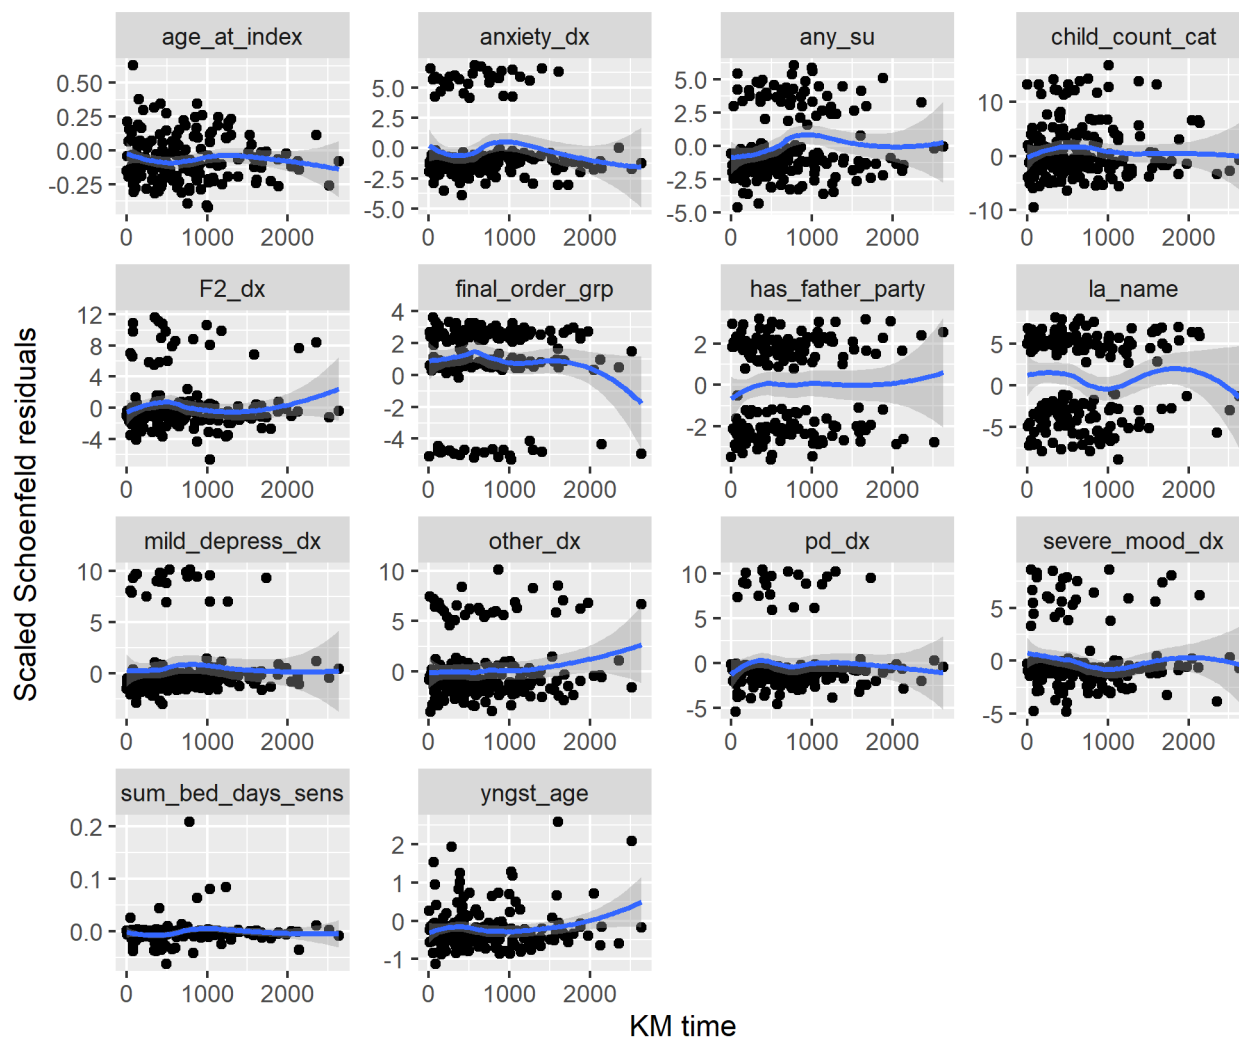 age_at_index
anxiety_dx
any_su
child_count_cat
0.50
0.25
0.00
-0.25
0 1000 2000
5.0
2.5
0.0
-2.5
-5.0
0 1000 2000
5.0
2.5
0.0
-2.5
-5.0
0 1000 2000
10
0
-10
0 1000 2000
F2_dx
final_order_grp
has_father_party
la_name
12
8
4
0
-4
0 1000 2000
4
2
0
-2
-4
0 1000 2000
2
0
-2
0 1000 2000
5
0
-5
0 1000 2000
mild_depress_dx
other_dx
pd_dx
severe_mood_dx
10
5
0
0 1000 2000
10
5
0
0 1000 2000
10
5
0
-5
0 1000 2000
5
0
-5
0 1000 2000
sum_bed_days_sens
yngst_age
0.2
0.1
0.0
0 1000 2000
2
1
0
-1
0 1000 2000
Scaled Schoenfeld residuals
KM time